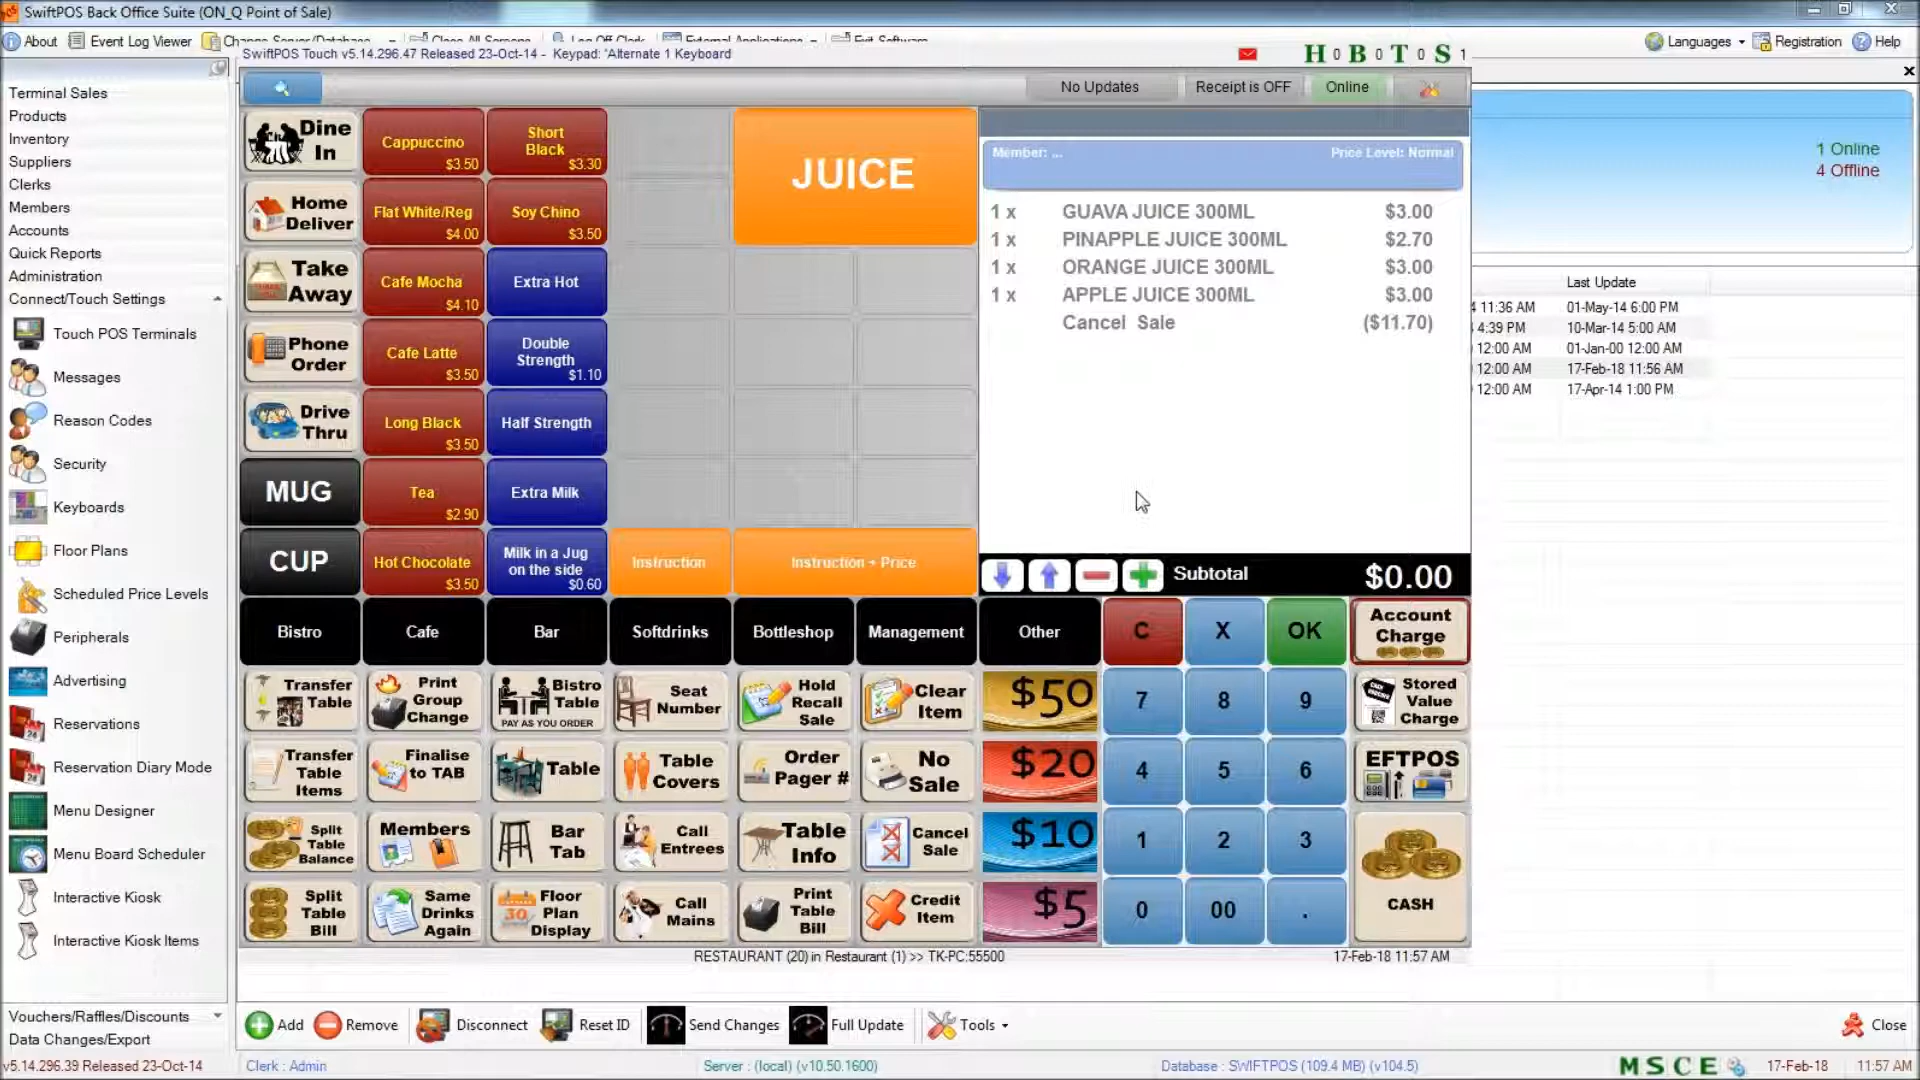 SwiftPOS Back Office Suite (ON_Q Point of Sale)
About
Event Log Viewer
Change Server/Database
Close All Screens
Log Off Clerk
External Applications
Exit Software
Languages
Registration
Help
SwiftPOS Touch v5.14.296.47 Released 23-Oct-14 - Keypad: 'Alternate 1 Keyboard
H 0 B 0 T 0 S 1
No Updates
Receipt is OFF
Online
Terminal Sales
Products
Inventory
Suppliers
Clerks
Members
Accounts
Quick Reports
Administration
Connect/Touch Settings
Touch POS Terminals
Messages
Reason Codes
Security
Keyboards
Floor Plans
Scheduled Price Levels
Peripherals
Advertising
Reservations
Reservation Diary Mode
Menu Designer
Menu Board Scheduler
Interactive Kiosk
Interactive Kiosk Items
Vouchers/Raffles/Discounts
Data Changes/Export
Dine
In
Cappuccino
$3.50
Short
Black
$3.30
JUICE
Home
Deliver
Flat White/Reg
$4.00
Soy Chino
$3.50
Take
Away
Cafe Mocha
$4.10
Extra Hot
Phone
Order
Cafe Latte
$3.50
Double
Strength
$1.10
Drive
Thru
Long Black
$3.50
Half Strength
MUG
Tea
$2.90
Extra Milk
CUP
Hot Chocolate
$3.50
Milk in a Jug
on the side
$0.60
Instruction
Instruction + Price
Member: ...
Price Level: Normal
1 x GUAVA JUICE 300ML $3.00
1 x PINAPPLE JUICE 300ML $2.70
1 x ORANGE JUICE 300ML $3.00
1 x APPLE JUICE 300ML $3.00
Cancel Sale ($11.70)
Subtotal $0.00
1 Online
4 Offline
Last Update
4 11:36 AM 01-May-14 6:00 PM
4:39 PM 10-Mar-14 5:00 AM
12:00 AM 01-Jan-00 12:00 AM
12:00 AM 17-Feb-18 11:56 AM
12:00 AM 17-Apr-14 1:00 PM
Bistro
Cafe
Bar
Softdrinks
Bottleshop
Management
Other
C
X
OK
Account
Charge
Transfer
Table
Print
Group
Change
Bistro
Table
PAY AS YOU ORDER
Seat
Number
Hold
Recall
Sale
Clear
Item
$50
7
8
9
Stored
Value
Charge
Transfer
Table
Items
Finalise
to TAB
Table
Table
Covers
Order
Pager #
No
Sale
$20
4
5
6
EFTPOS
Split
Table
Balance
Members
Bar
Tab
Call
Entrees
Table
Info
Cancel
Sale
$10
1
2
3
CASH
Split
Table
Bill
Same
Drinks
Again
30
Floor
Plan
Display
Call
Mains
Print
Table
Bill
Credit
Item
$5
0
00
.
RESTAURANT (20) in Restaurant (1) >> TK-PC:55500
17-Feb-18 11:57 AM
Add
Remove
Disconnect
Reset ID
Send Changes
Full Update
Tools
Close
v5.14.296.39 Released 23-Oct-14
Clerk : Admin
Server : (local) (v10.50.1600)
Database : SWIFTPOS (109.4 MB) (v104.5)
M S C E
17-Feb-18
11:57 AM